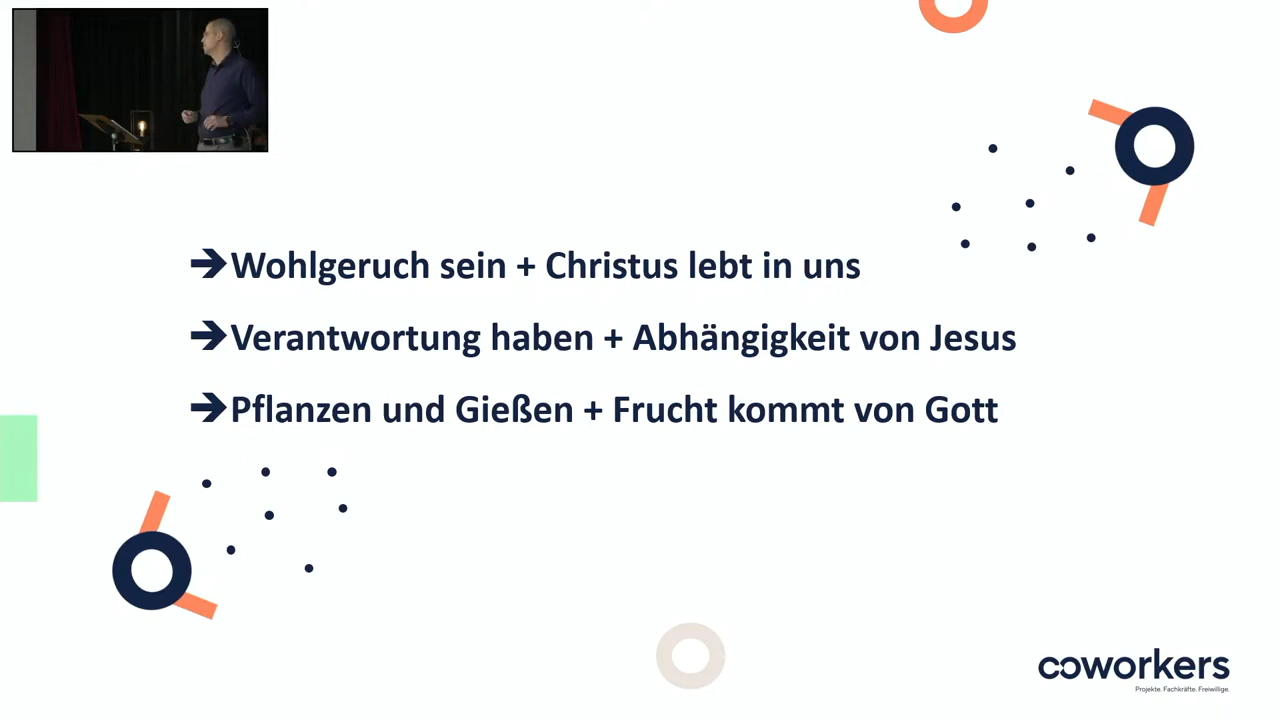 ➔Wohlgeruch sein + Christus lebt in uns
➔Verantwortung haben + Abhängigkeit von Jesus
➔Pflanzen und Gießen + Frucht kommt von Gott
coworkers
Projekte. Fachkräfte. Freiwillige.